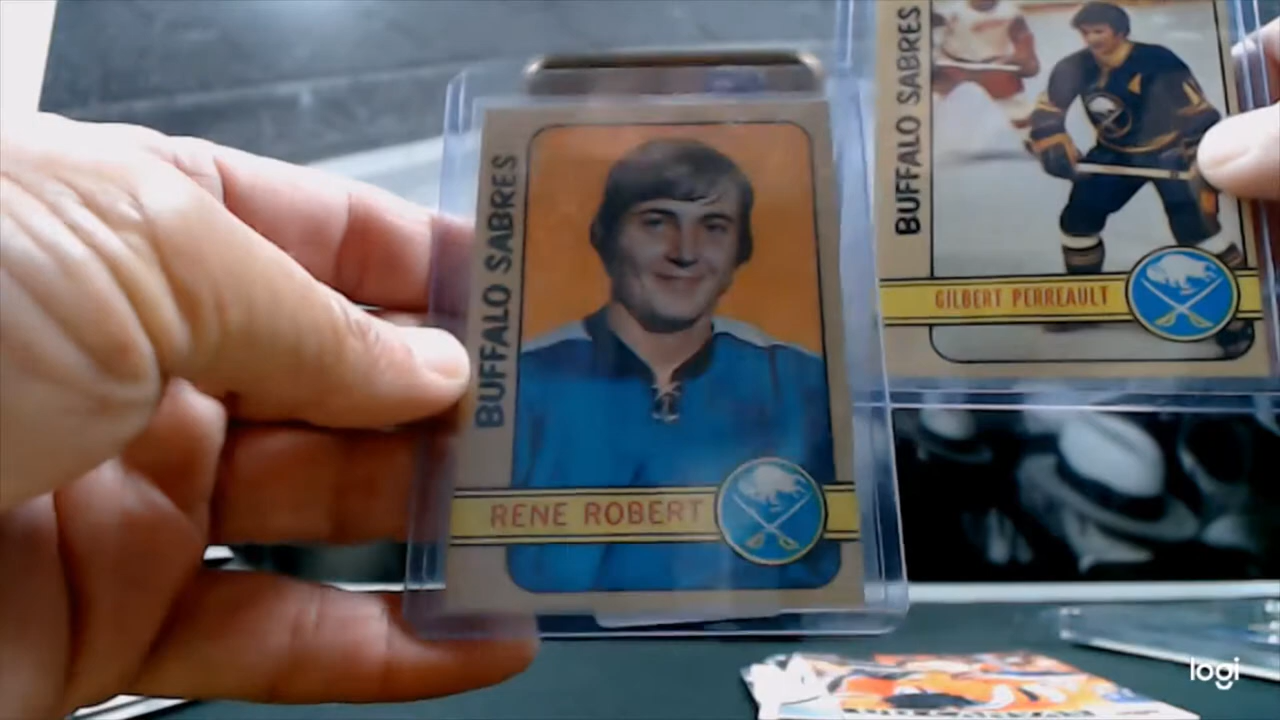 BUFFALO SABRES
RENE ROBERT
BUFFALO SABRES
GILBERT PERREAULT
A
logi